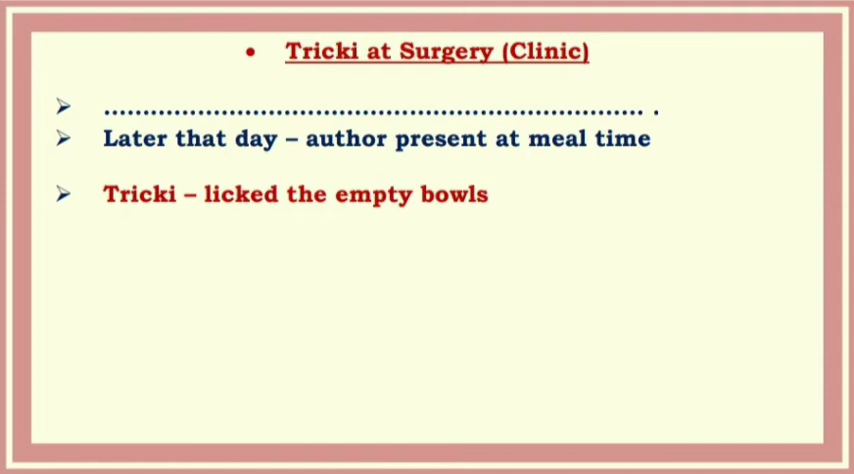 • Tricki at Surgery (Clinic)
➢ ..................................................................... .
➢ Later that day – author present at meal time
➢ Tricki – licked the empty bowls